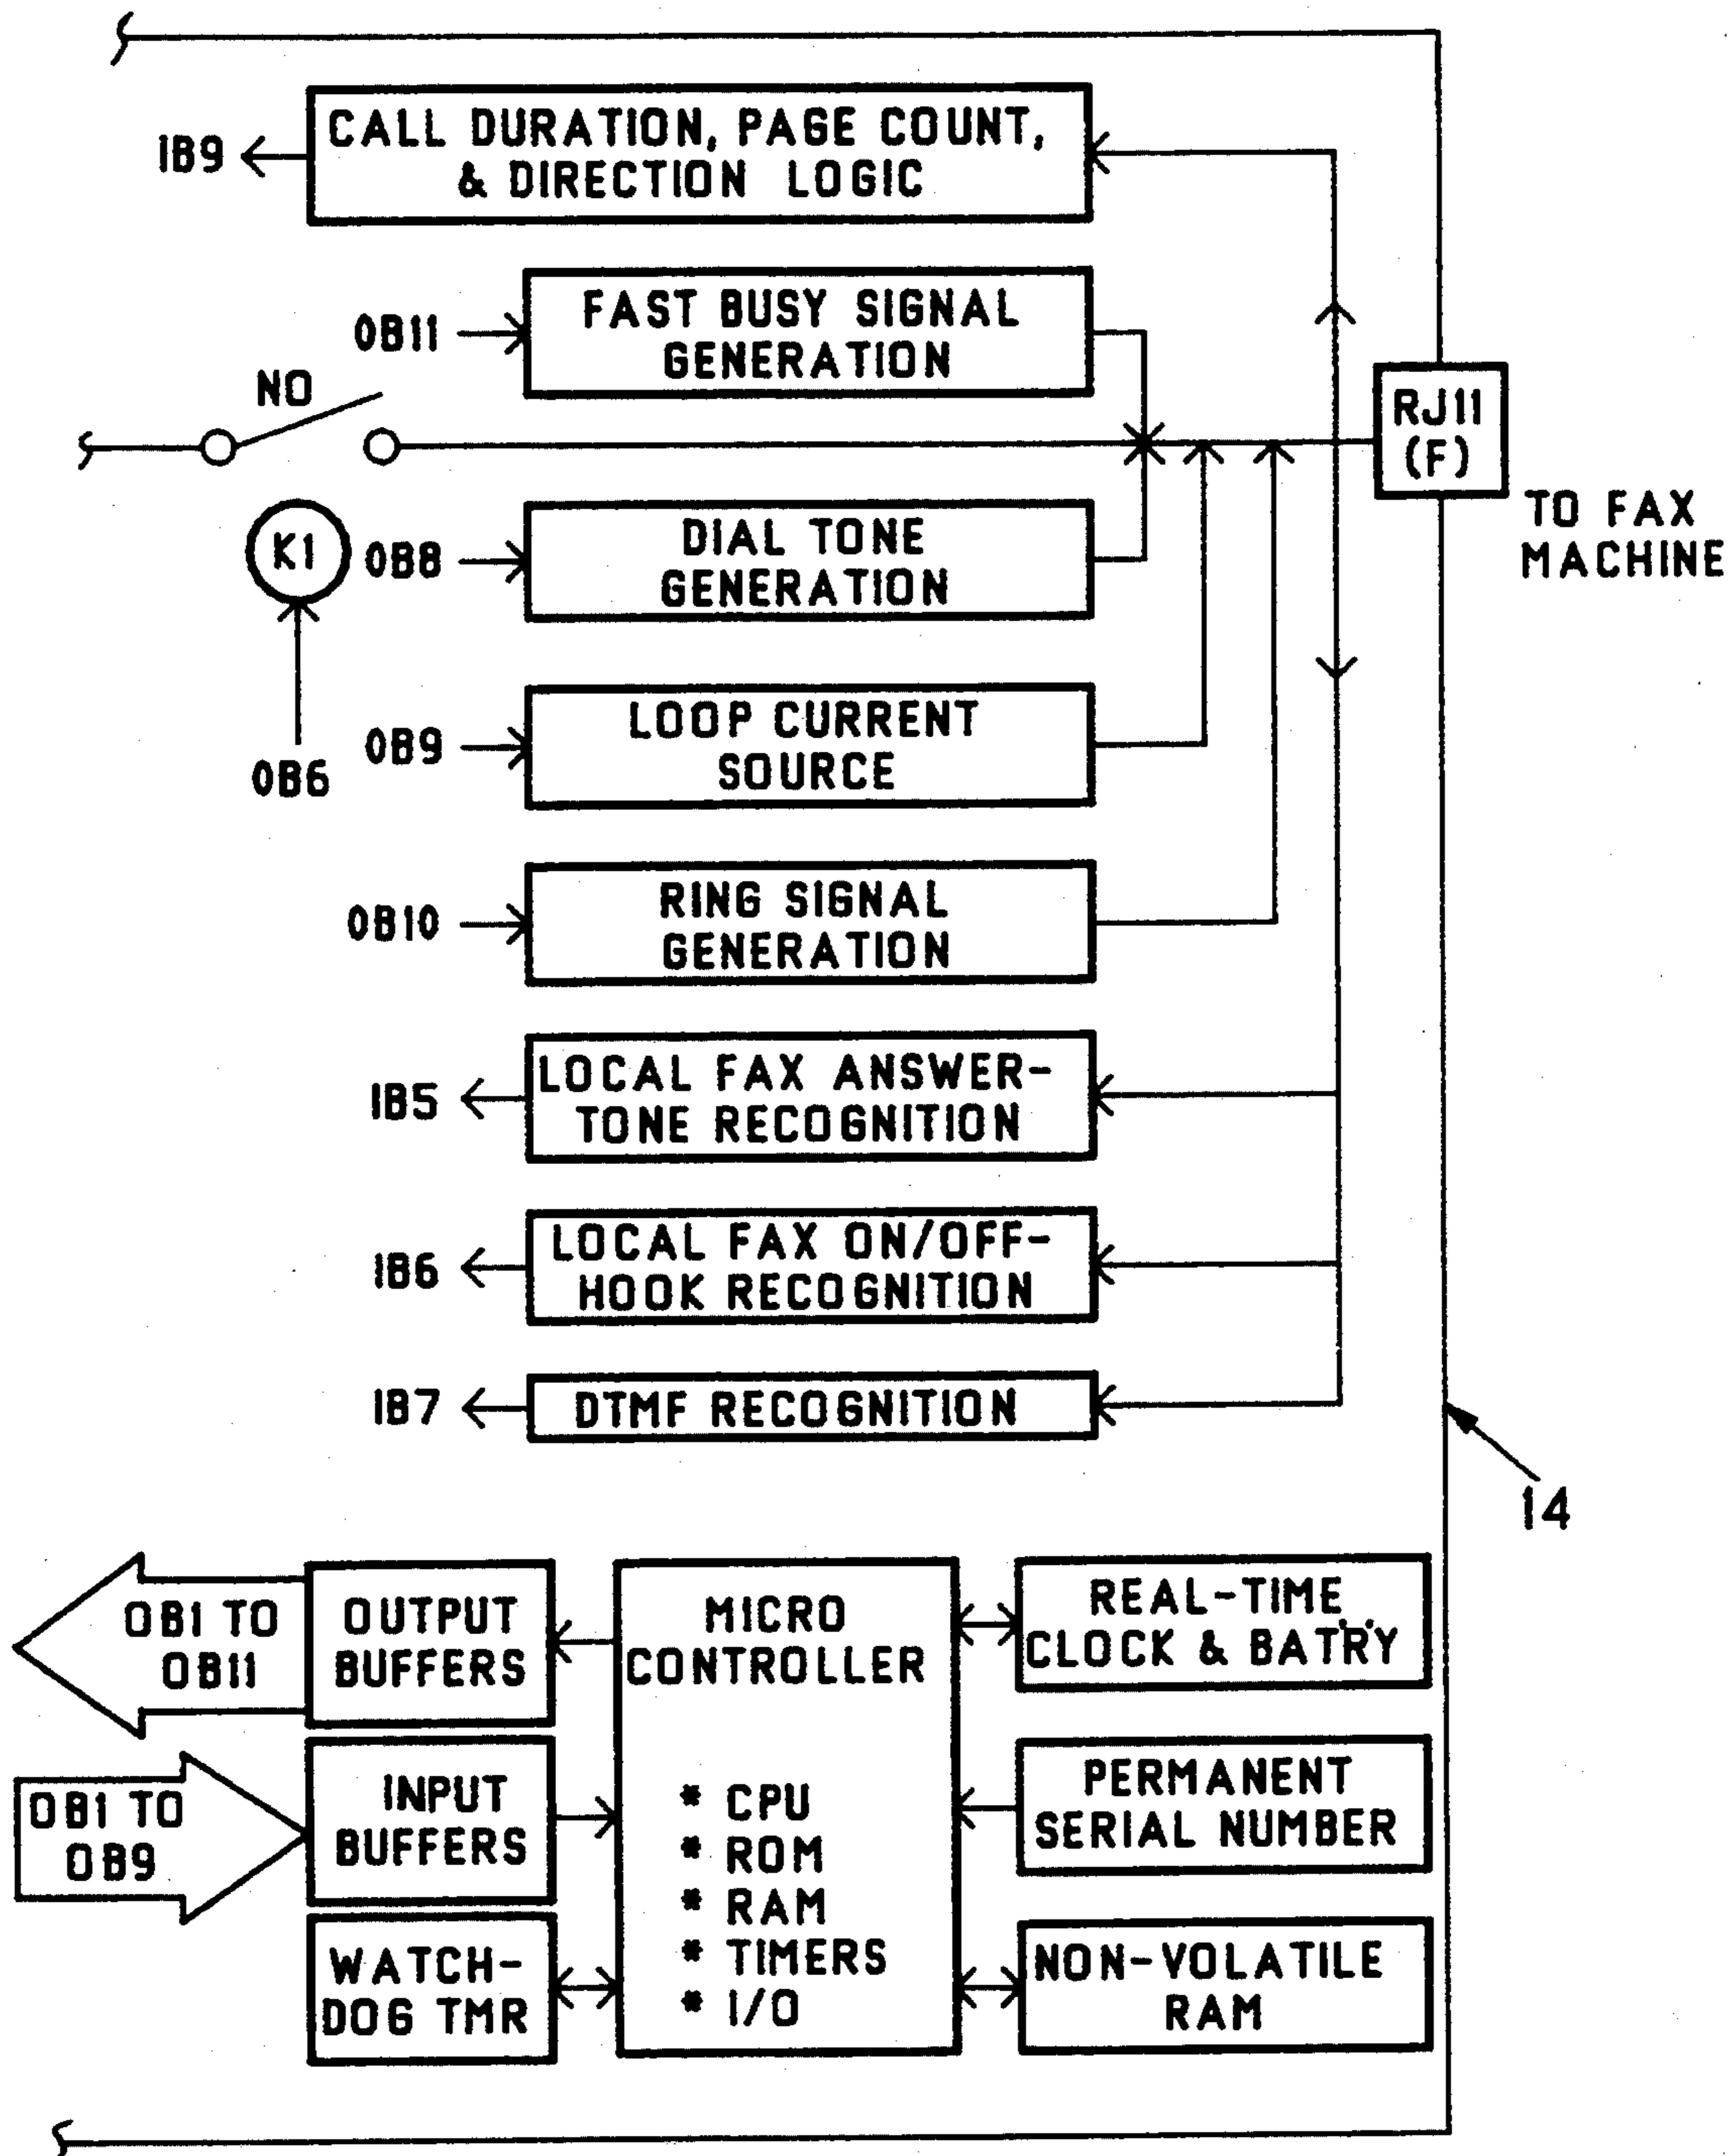 CALL DURATION, PAGE COUNT,
& DIRECTION LOGIC
IB9
FAST BUSY SIGNAL
GENERATION
OB11
NO
RJ11
(F)
TO FAX
MACHINE
K1
OB8
DIAL TONE
GENERATION
OB6
OB9
LOOP CURRENT
SOURCE
OB10
RING SIGNAL
GENERATION
IB5
LOCAL FAX ANSWER-
TONE RECOGNITION
IB6
LOCAL FAX ON/OFF-
HOOK RECOGNITION
IB7
DTMF RECOGNITION
14
OB1 TO
OB11
OUTPUT
BUFFERS
MICRO
CONTROLLER
* CPU
* ROM
* RAM
* TIMERS
* I/O
REAL-TIME
CLOCK & BAT'R'Y
OB1 TO
OB9
INPUT
BUFFERS
PERMANENT
SERIAL NUMBER
WATCH-
DOG TMR
NON-VOLATILE
RAM